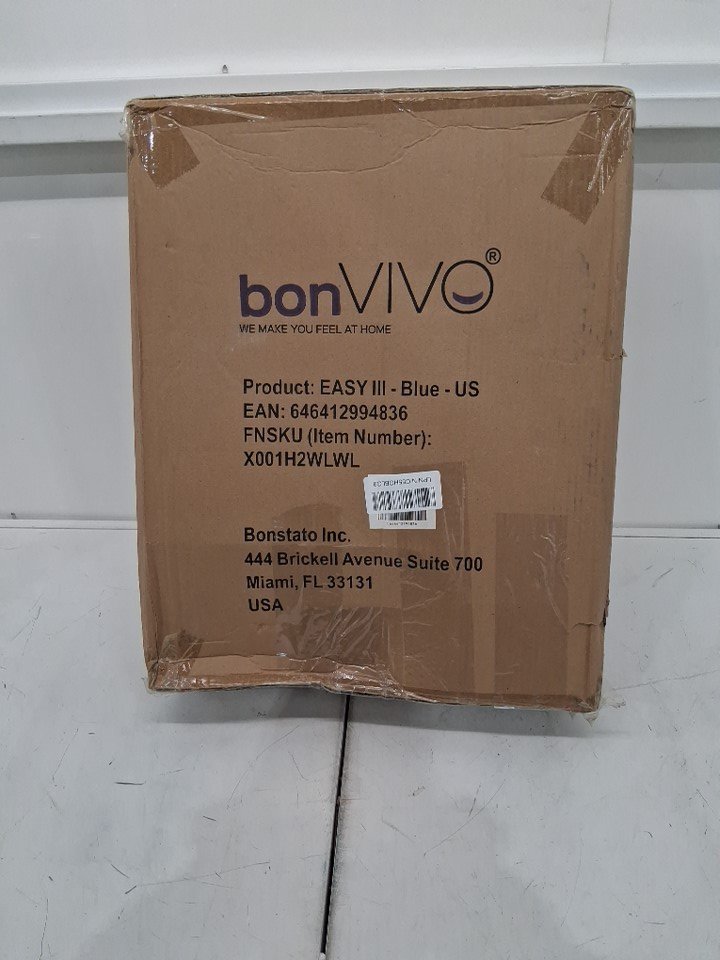 bonVIVO®
WE MAKE YOU FEEL AT HOME
Product: EASY III - Blue - US
EAN: 646412994836
FNSKU (Item Number):
X001H2WLWL
Bonstato Inc.
444 Brickell Avenue Suite 700
Miami, FL 33131
USA